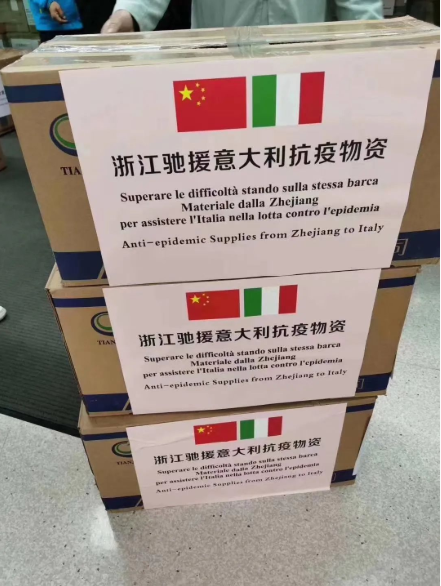 浙江驰援意大利抗疫物资
Superare le difficoltà stando sulla stessa barca
Materiale dalla Zhejiang
per assistere l'Italia nella lotta contro l'epidemia
Anti-epidemic Supplies from Zhejiang to Italy
TIA
浙江驰援意大利抗疫物资
Superare le difficoltà stando sulla stessa barca
Materiale dalla Zhejiang
per assistere l'Italia nella lotta contro l'epidemia
Anti-epidemic Supplies from Zhejiang to Italy
TIAN
浙江驰援意大利抗疫物资
Superare le difficoltà stando sulla stessa barca
Materiale dalla Zhejiang
per assistere l'Italia nella lotta contro l'epidemia
Anti-epidemic Supplies from Zhejiang to Italy
TIAN